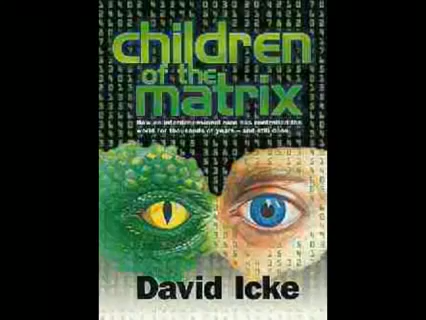 children
of the
matrix
How an interdimensional race has controlled the
world for thousands of years – and still does.
David Icke